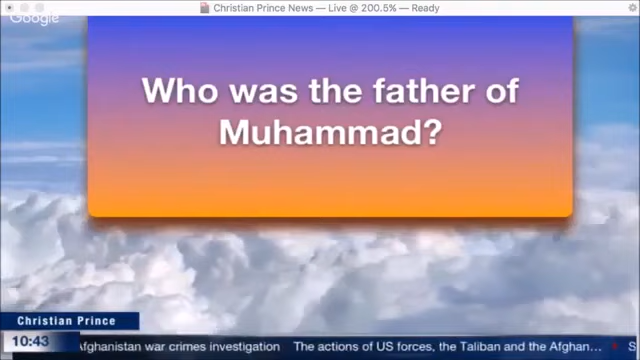 Christian Prince News — Live @ 200.5% — Ready
Google
Who was the father of
Muhammad?
Christian Prince
10:43
Afghanistan war crimes investigation The actions of US forces, the Taliban and the Afghan... S